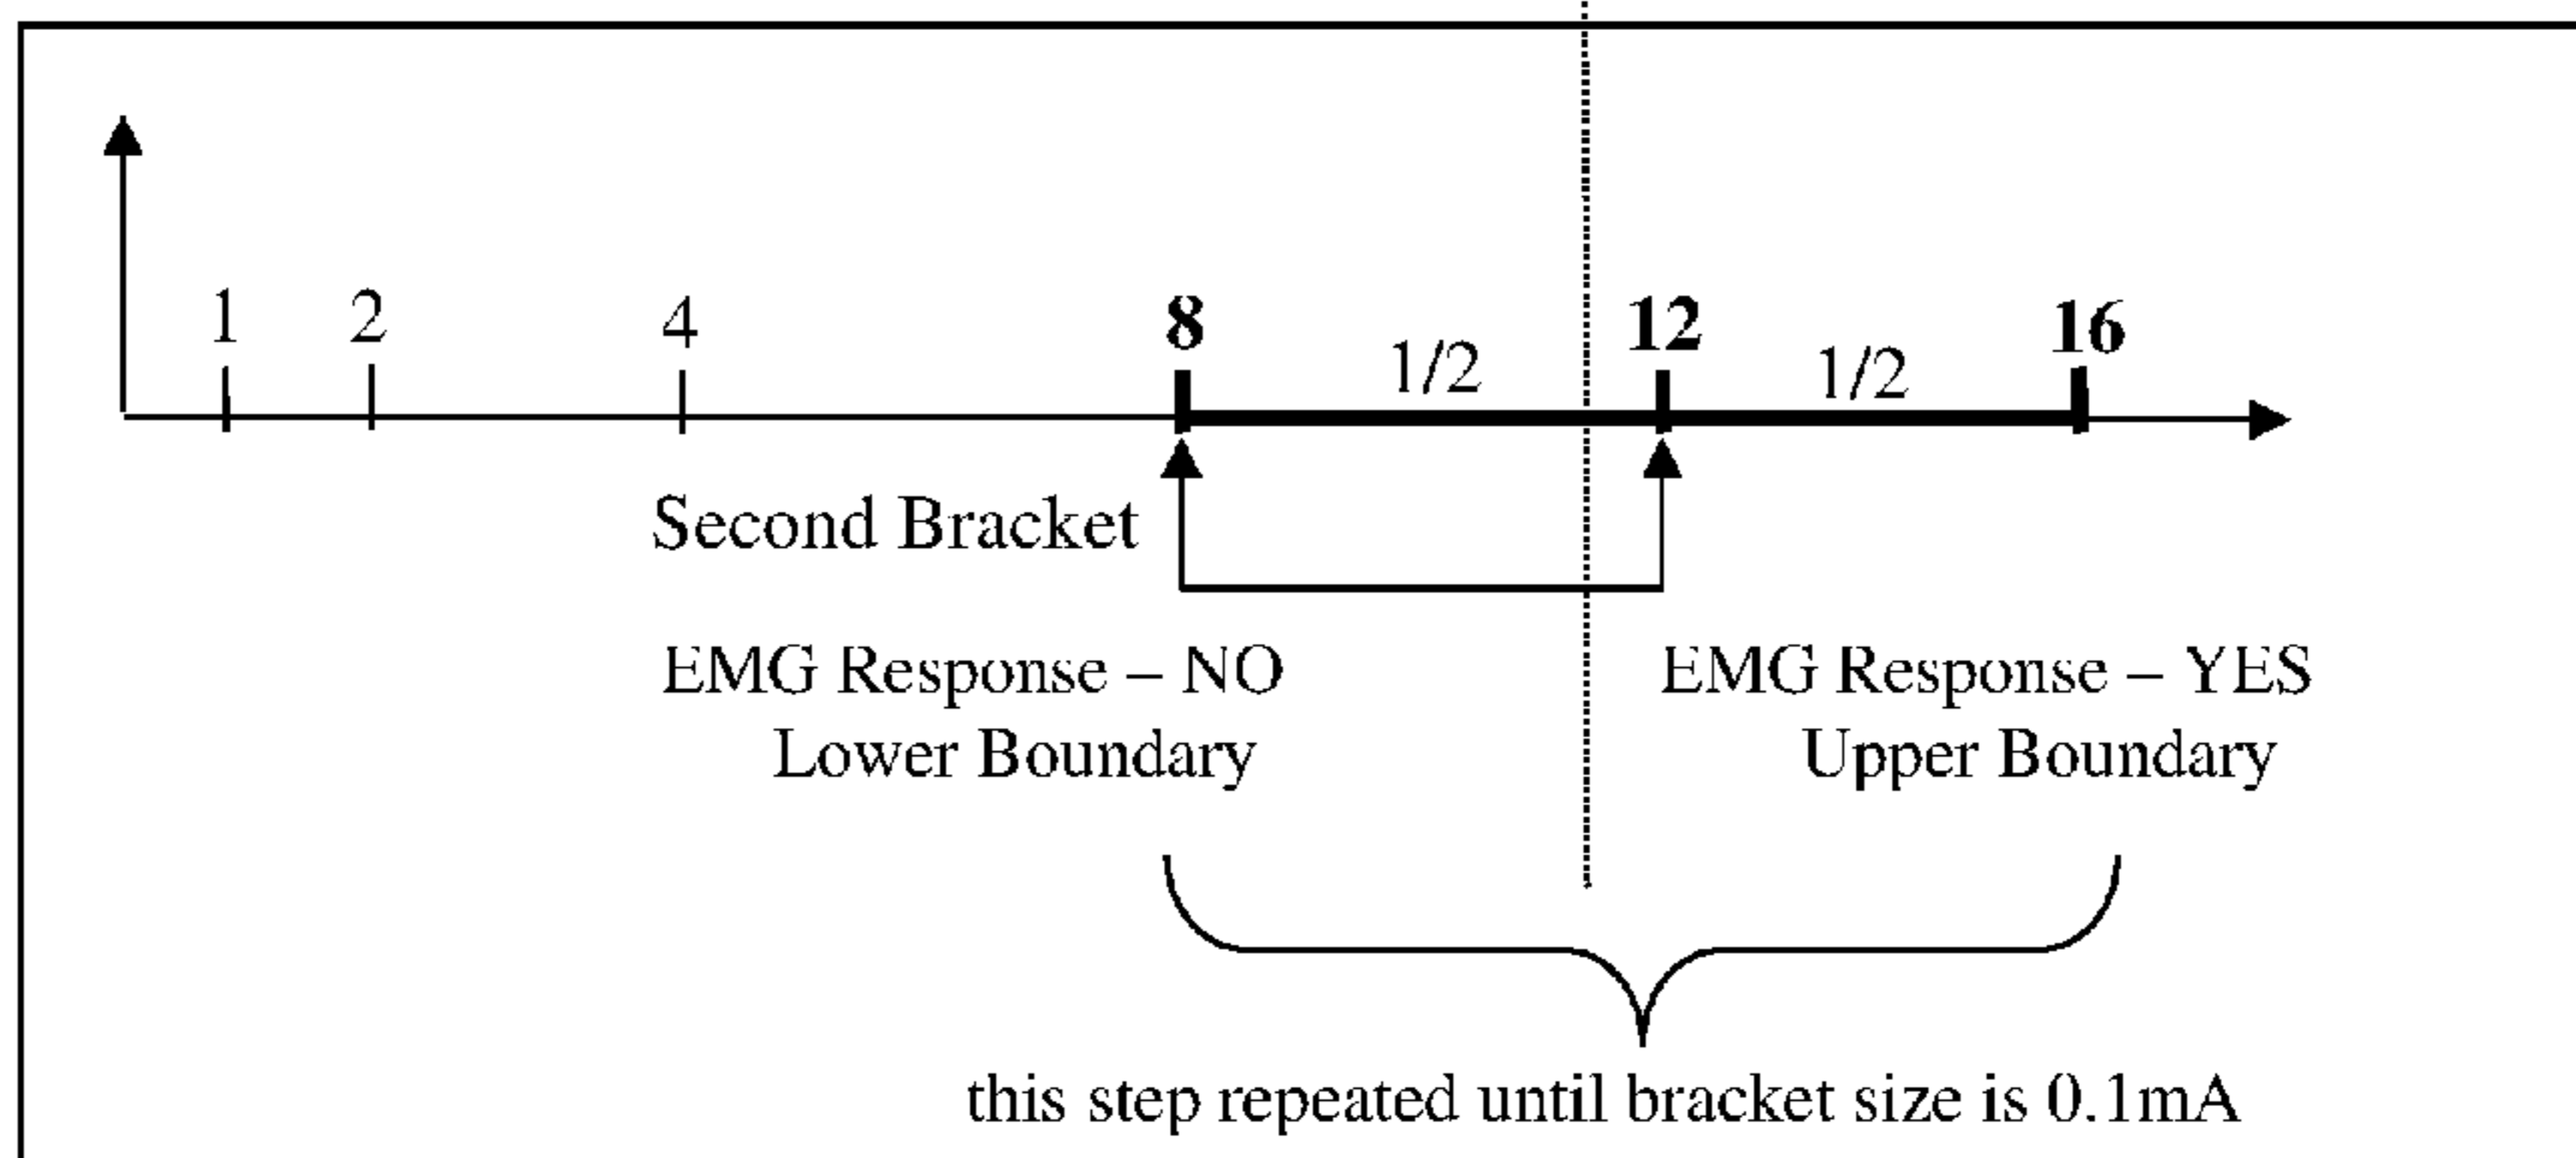 1 2 4 8 12 16
1/2 1/2
Second Bracket
EMG Response – NO
Lower Boundary
EMG Response – YES
Upper Boundary
this step repeated until bracket size is 0.1mA